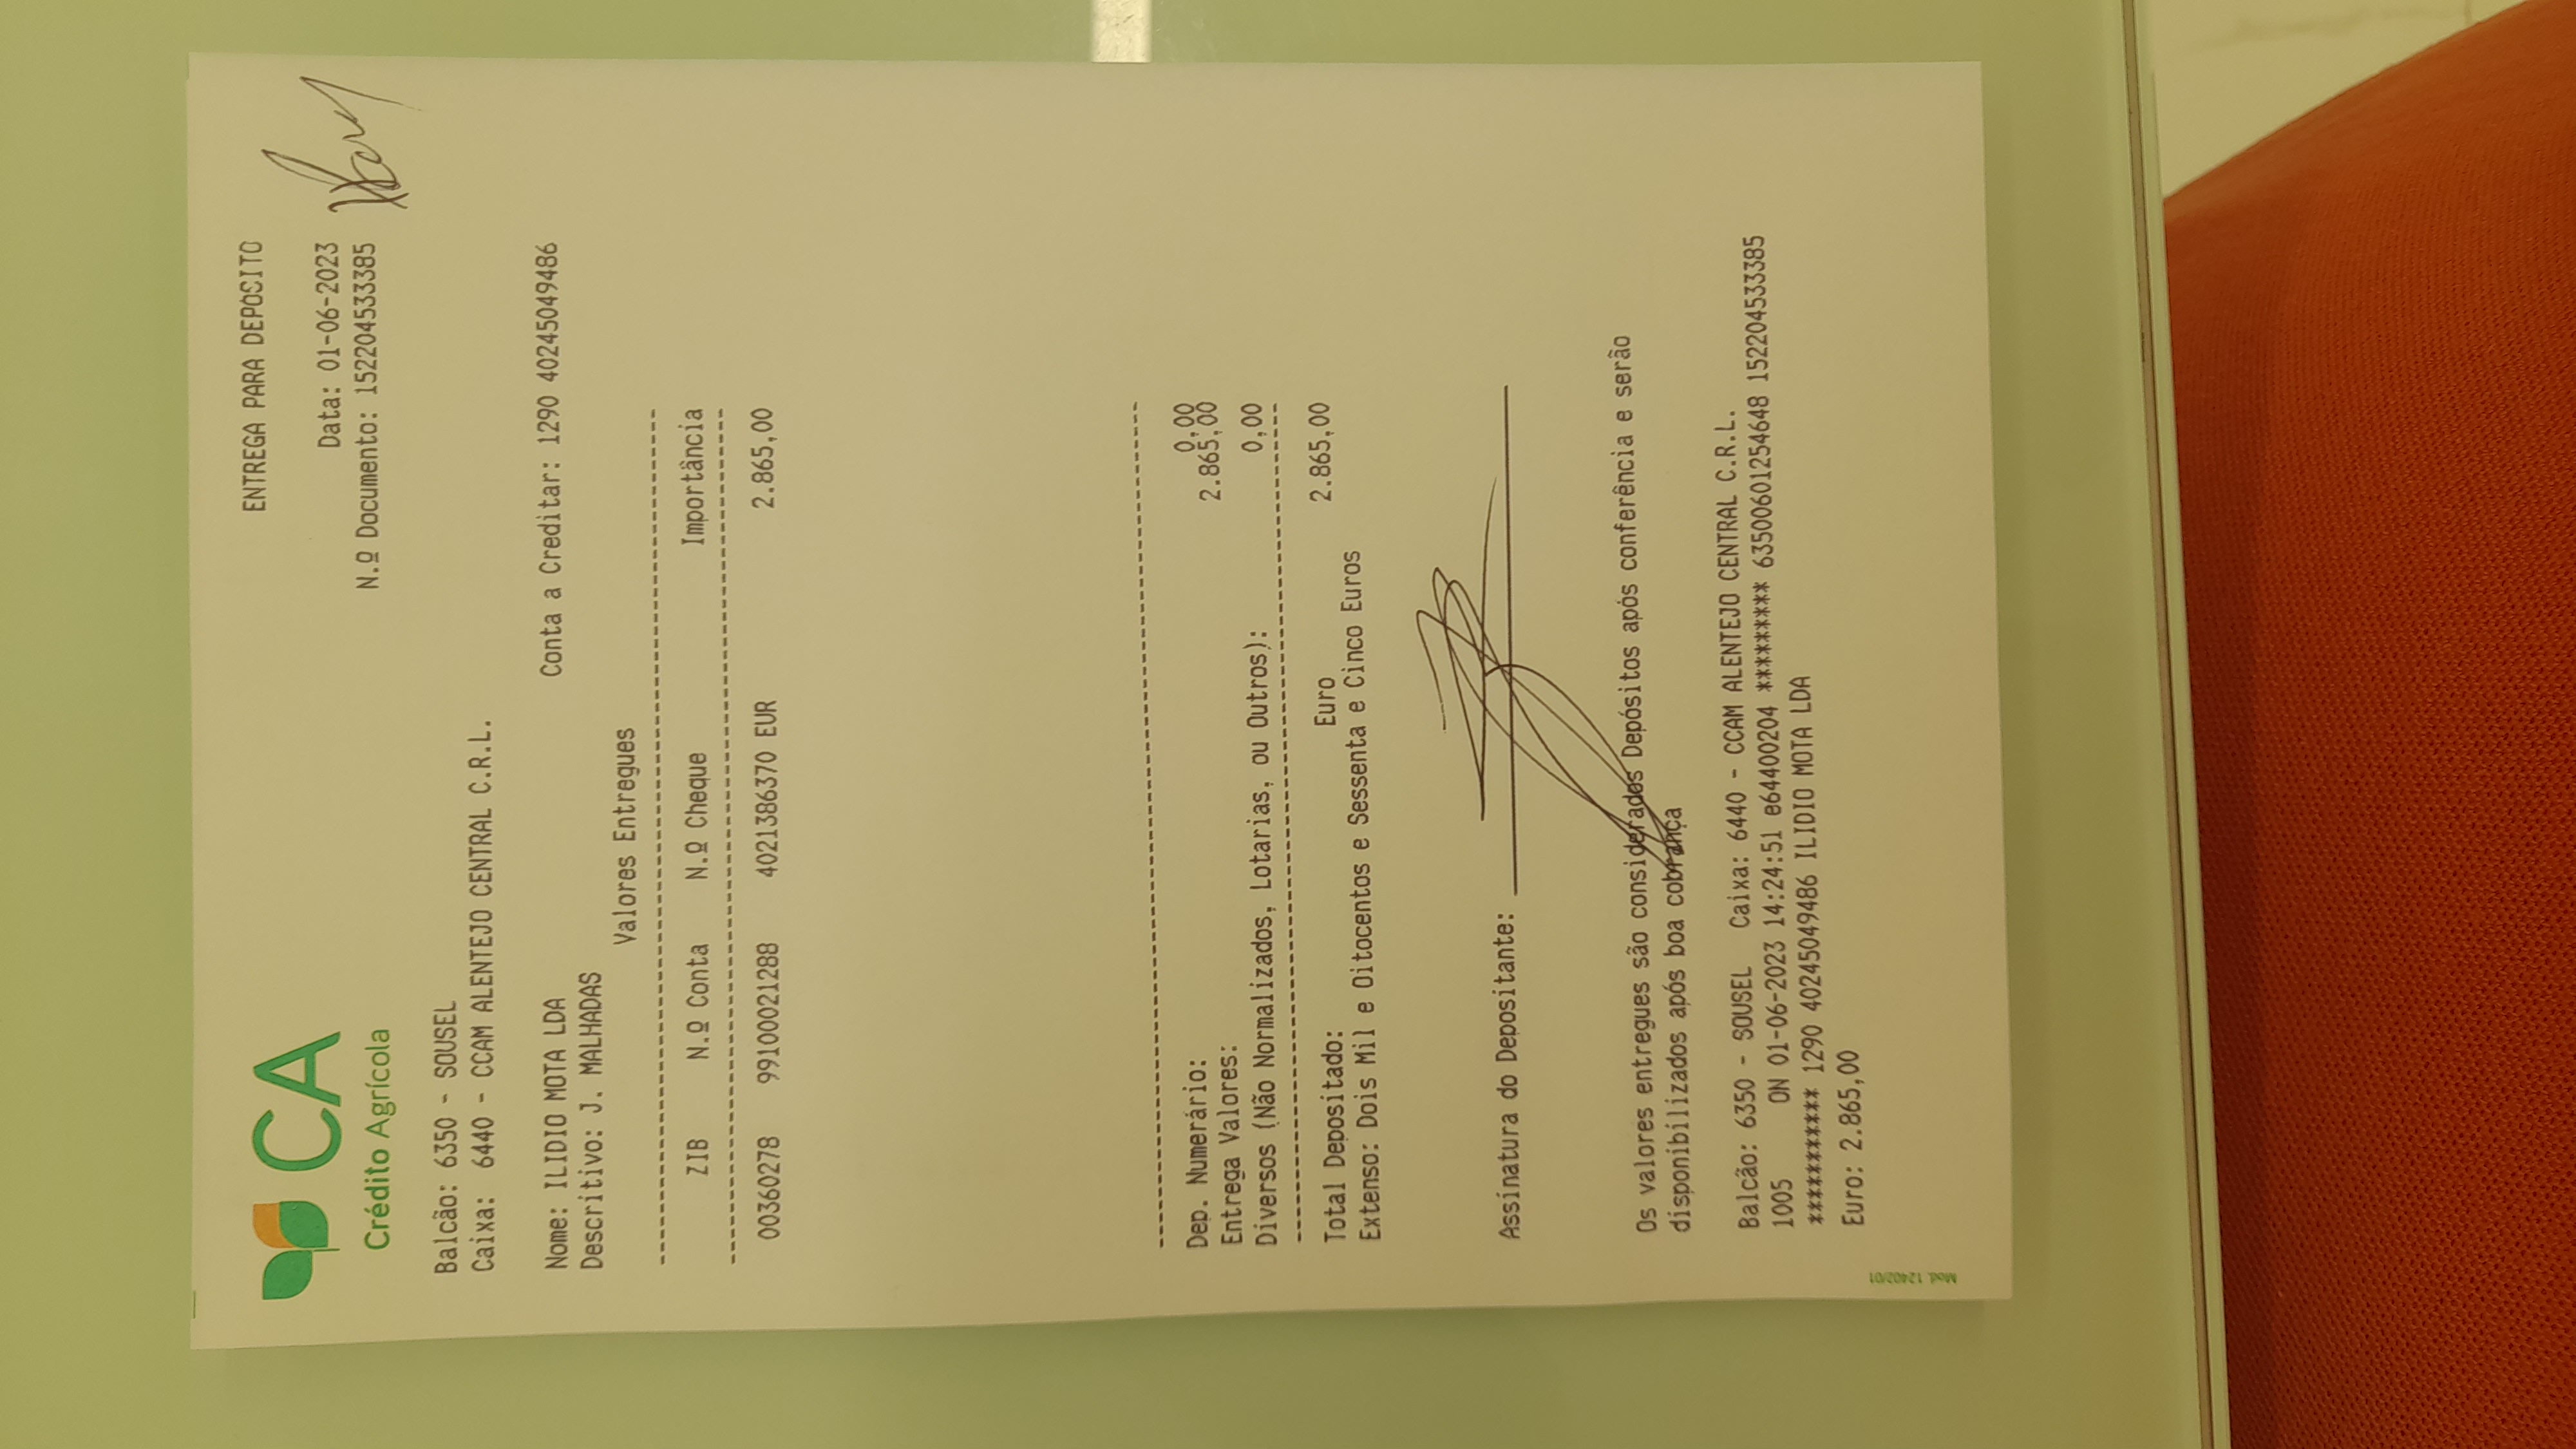 CA
Crédito Agrícola
ENTREGA PARA DEPÓSITO
Data: 01-06-2023
N.º Documento: 152204533385
Balcão: 6350 - SOUSEL
Caixa: 6440 - CCAM ALENTEJO CENTRAL C.R.L.
Conta a Creditar: 1290 40245049486
Nome: ILIDIO MOTA LDA
Descritivo: J. MALHADAS
Valores Entregues
ZIB N.º Conta N.º Cheque Importância
00360278 99100021288 4021386370 EUR 2.865,00
Dep. Numerário: 0,00
Entrega Valores: 2.865,00
Diversos (Não Normalizados, Lotarias, ou Outros): 0,00
Total Depositado: Euro 2.865,00
Extenso: Dois Mil e Oitocentos e Sessenta e Cinco Euros
Assinatura do Depositante:
Os valores entregues são considerados Depósitos após conferência e serão
disponibilizados após boa cobrança
Balcão: 6350 - SOUSEL Caixa: 6440 - CCAM ALENTEJO CENTRAL C.R.L.
1005 ON 01-06-2023 14:24:51 e64400204 ********* 635000601254648 152204533385
*********** 1290 40245049486 ILIDIO MOTA LDA
Euro: 2.865,00
Mod. 12402/01